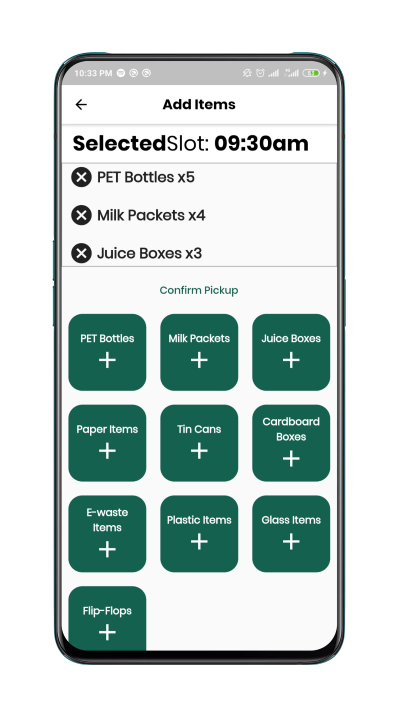 10:33 PM
Add Items
SelectedSlot: 09:30am
PET Bottles x5
Milk Packets x4
Juice Boxes x3
Confirm Pickup
PET Bottles
Milk Packets
Juice Boxes
Paper Items
Tin Cans
Cardboard
Boxes
E-waste
Items
Plastic Items
Glass Items
Flip-Flops